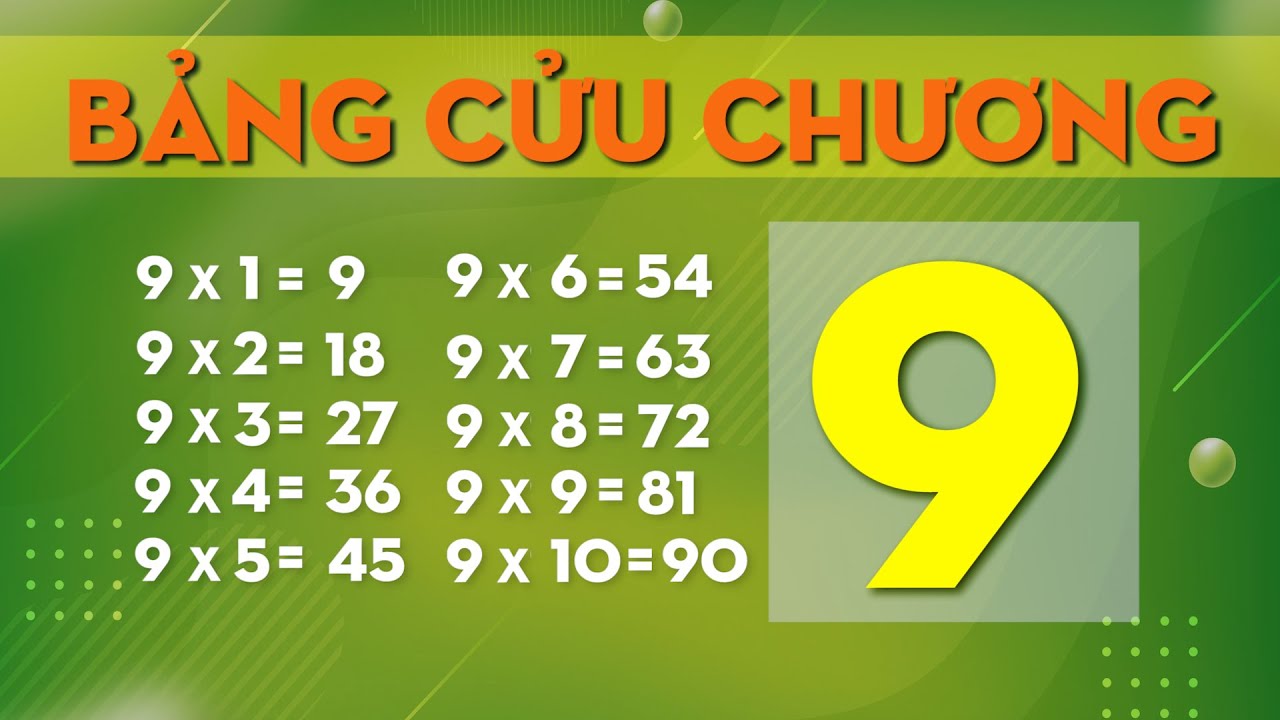 BẢNG CỬU CHƯƠNG
9 x 1 = 9
9 x 2 = 18
9 x 3 = 27
9 x 4 = 36
9 x 5 = 45
9 x 6 = 54
9 x 7 = 63
9 x 8 = 72
9 x 9 = 81
9 x 10 = 90
9